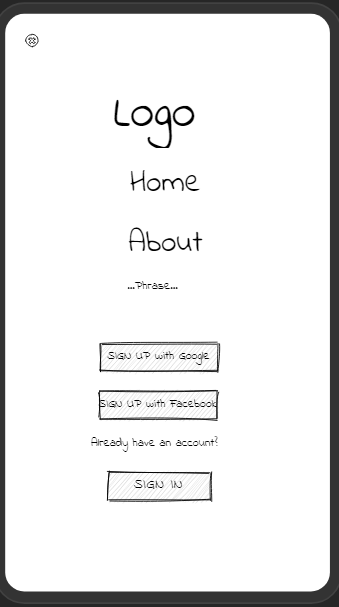 Logo
Home
About
...Phrase...
SIGN UP with Google
SIGN UP with Facebook
Already have an account?
SIGN IN